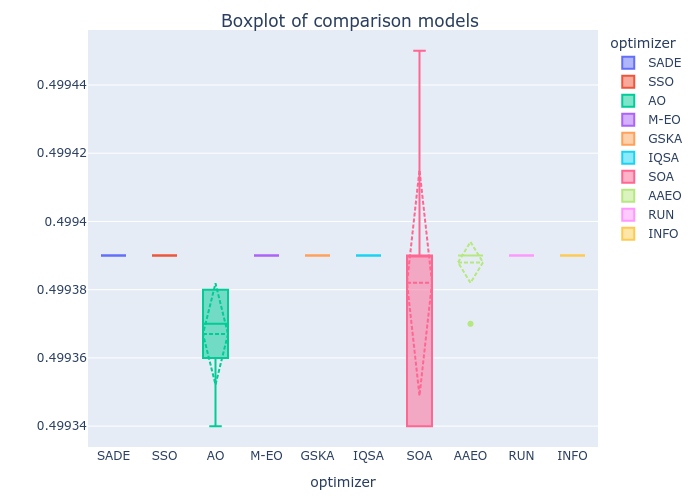 Boxplot of comparison models
0.49944
0.49942
0.4994
0.49938
0.49936
0.49934
SADE
SSO
AO
M-EO
GSKA
IQSA
SOA
AAEO
RUN
INFO
optimizer
optimizer
SADE
SSO
AO
M-EO
GSKA
IQSA
SOA
AAEO
RUN
INFO